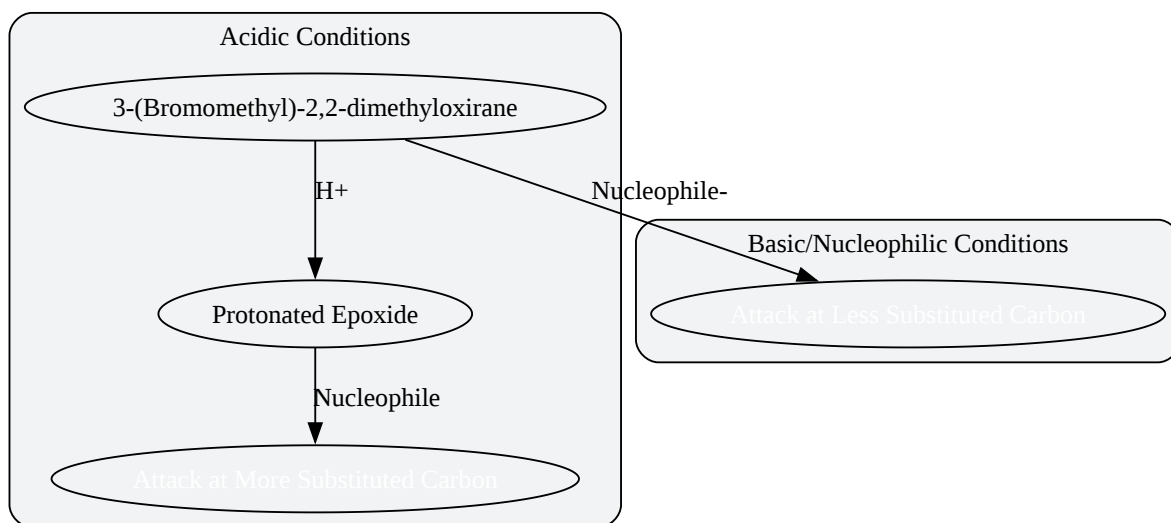 Acidic Conditions
3-(Bromomethyl)-2,2-dimethyloxirane
H+
Nucleophile-
Basic/Nucleophilic Conditions
Protonated Epoxide
Attack at Less Substituted Carbon
Nucleophile
Attack at More Substituted Carbon